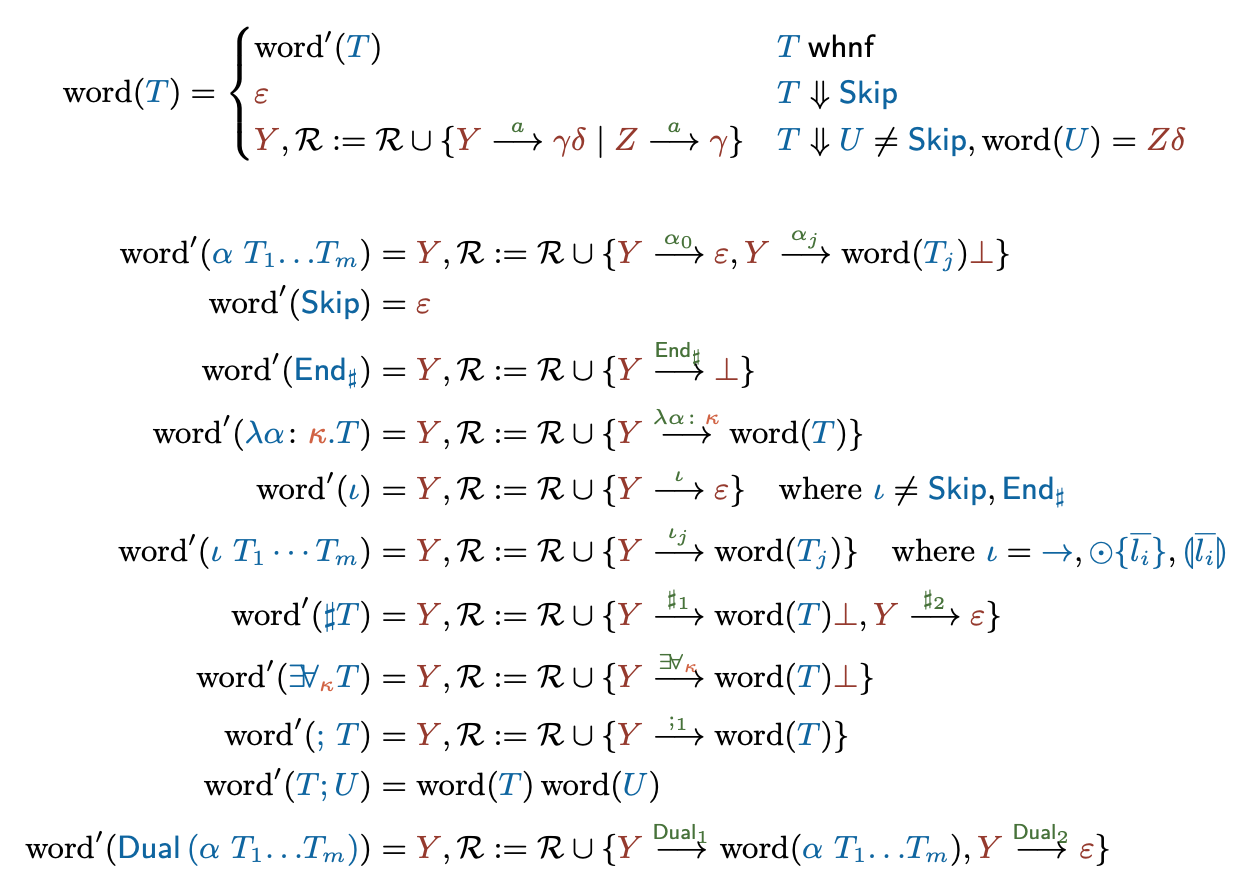 word(T) = { word′(T)    T whnf
ε    T ⇓ Skip
Y, ℛ := ℛ ∪ {Y —a→ γδ | Z —a→ γ}    T ⇓ U ≠ Skip, word(U) = Zδ
word′(α T₁…Tₘ) = Y, ℛ := ℛ ∪ {Y —α₀→ ε, Y —αⱼ→ word(Tⱼ)⊥}
word′(Skip) = ε
word′(End♯) = Y, ℛ := ℛ ∪ {Y —End♯→ ⊥}
word′(λα: κ.T) = Y, ℛ := ℛ ∪ {Y —λα: κ→ word(T)}
word′(ι) = Y, ℛ := ℛ ∪ {Y —ι→ ε} where ι ≠ Skip, End♯
word′(ι T₁⋯Tₘ) = Y, ℛ := ℛ ∪ {Y —ιⱼ→ word(Tⱼ)} where ι = →, ⊙{l̅ᵢ}, ⦇l̅ᵢ⦈
word′(♯T) = Y, ℛ := ℛ ∪ {Y —♯₁→ word(T)⊥, Y —♯₂→ ε}
word′(∃∀κT) = Y, ℛ := ℛ ∪ {Y —∃∀κ→ word(T)⊥}
word′(; T) = Y, ℛ := ℛ ∪ {Y —;₁→ word(T)}
word′(T;U) = word(T) word(U)
word′(Dual (α T₁…Tₘ)) = Y, ℛ := ℛ ∪ {Y —Dual₁→ word(α T₁…Tₘ), Y —Dual₂→ ε}